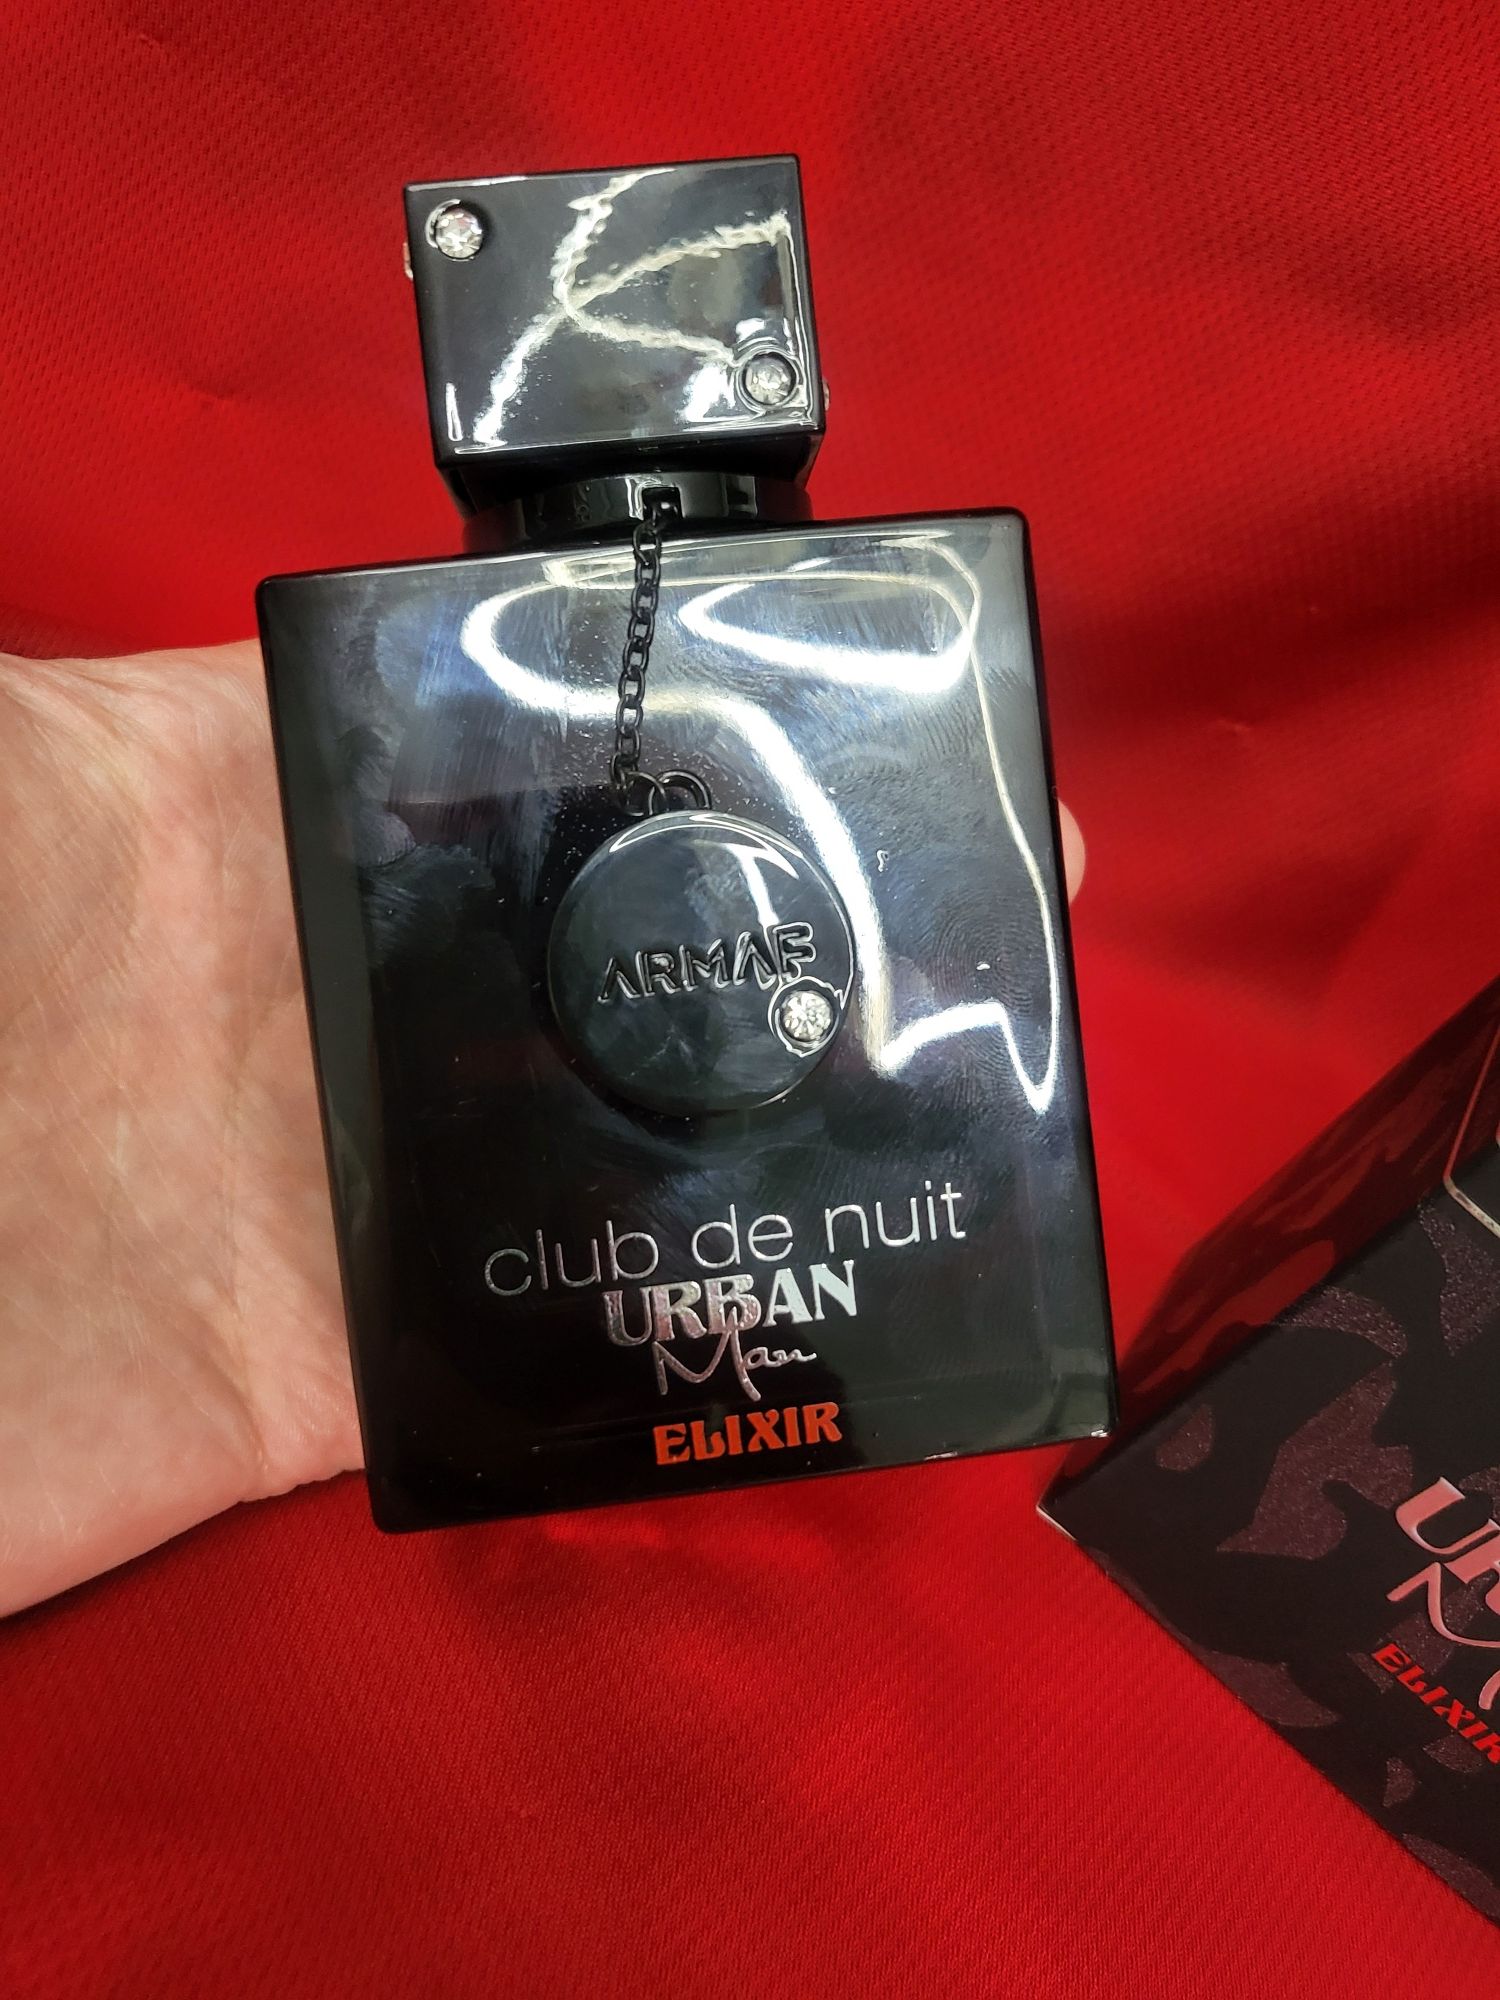 ARMAF
club de nuit
URBAN
Man
ELIXIR
ELIXIR